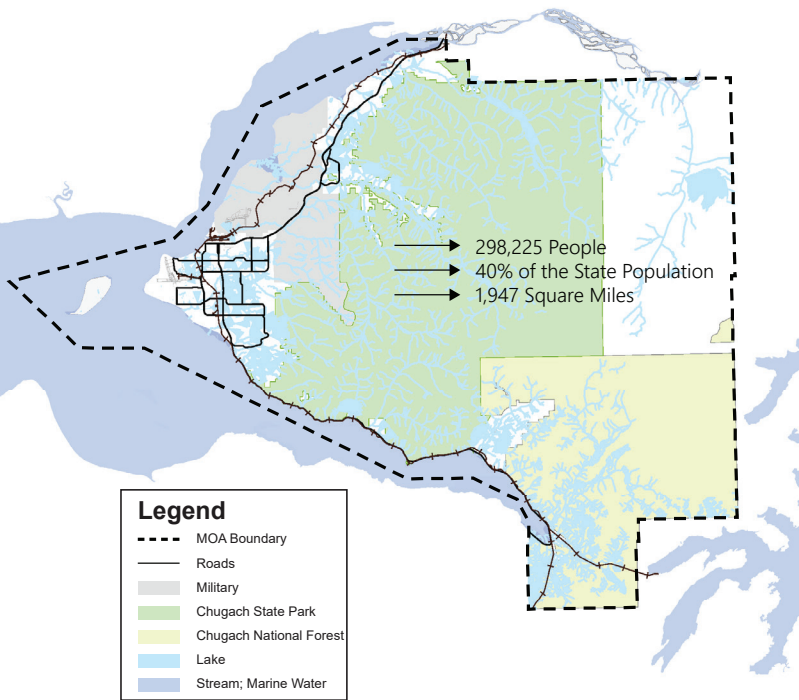 298,225 People
40% of the State Population
1,947 Square Miles
Legend
MOA Boundary
Roads
Military
Chugach State Park
Chugach National Forest
Lake
Stream; Marine Water